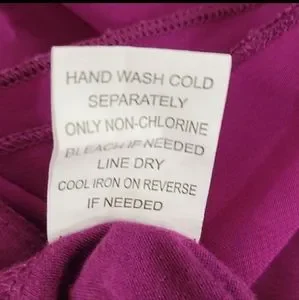 HAND WASH COLD
SEPARATELY
ONLY NON-CHLORINE
BLEACH IF NEEDED
LINE DRY
COOL IRON ON REVERSE
IF NEEDED